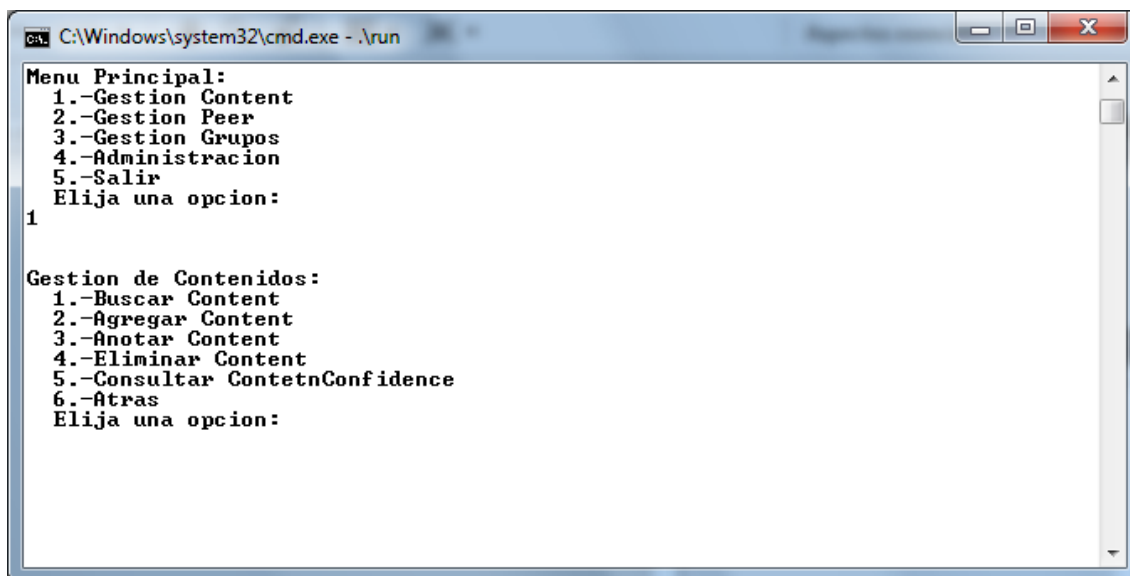 C:\Windows\system32\cmd.exe - .\run
Menu Principal:
1.-Gestion Content
2.-Gestion Peer
3.-Gestion Grupos
4.-Administracion
5.-Salir
Elija una opcion:
1
Gestion de Contenidos:
1.-Buscar Content
2.-Agregar Content
3.-Anotar Content
4.-Eliminar Content
5.-Consultar ContetnConfidence
6.-Atras
Elija una opcion: